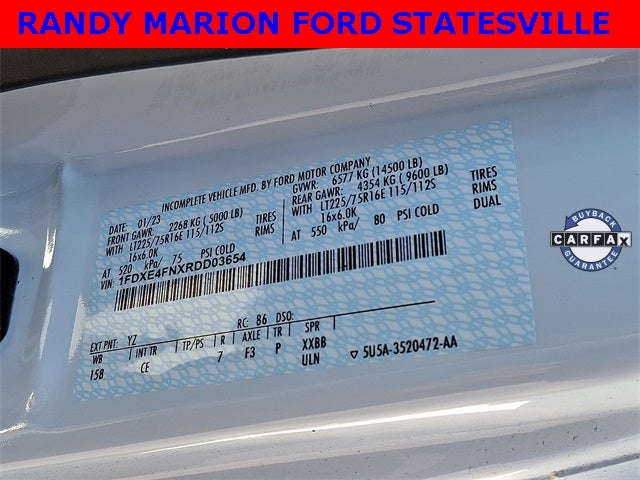 RANDY MARION FORD STATESVILLE
INCOMPLETE VEHICLE MFD. BY FORD MOTOR COMPANY
DATE: 01/23 GVWR: 6577 KG (14500 LB)
FRONT GAWR: 2268 KG ( 5000 LB) REAR GAWR: 4354 KG ( 9600 LB)
WITH LT225/75R16E 115/112S TIRES WITH LT225/75R16E 115/112S TIRES
16x6.0K RIMS 16x6.0K RIMS
AT 520 kPa/ 75 PSI COLD AT 550 kPa/ 80 PSI COLD DUAL
VIN: 1FDXE4FNXRDD03654
EXT PNT: YZ RC: 86 DSO:
WB INT TR TP/PS R AXLE TR SPR
158 CE 7 F3 P XXBB
ULN ▽ 5U5A-3520472-AA
BUYBACK
CARFAX
GUARANTEE